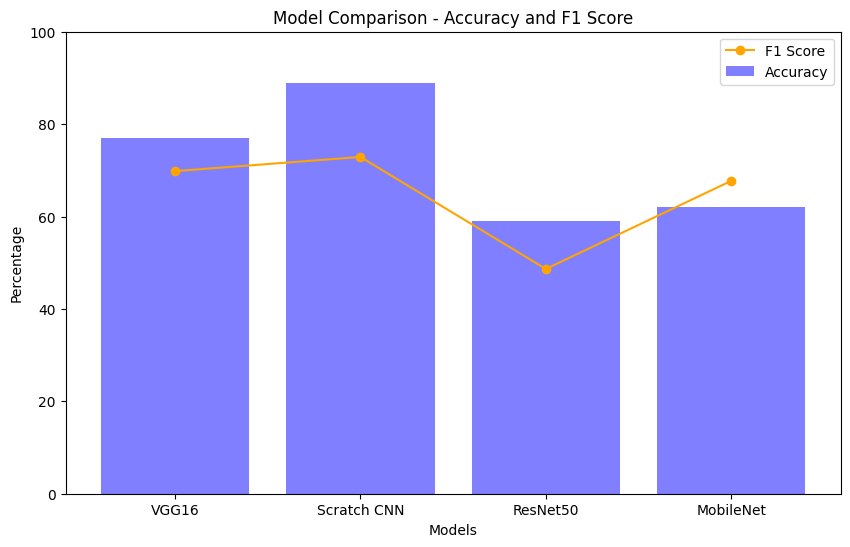 Model Comparison - Accuracy and F1 Score
F1 Score
Accuracy
100
80
60
40
20
0
Percentage
VGG16
Scratch CNN
ResNet50
MobileNet
Models